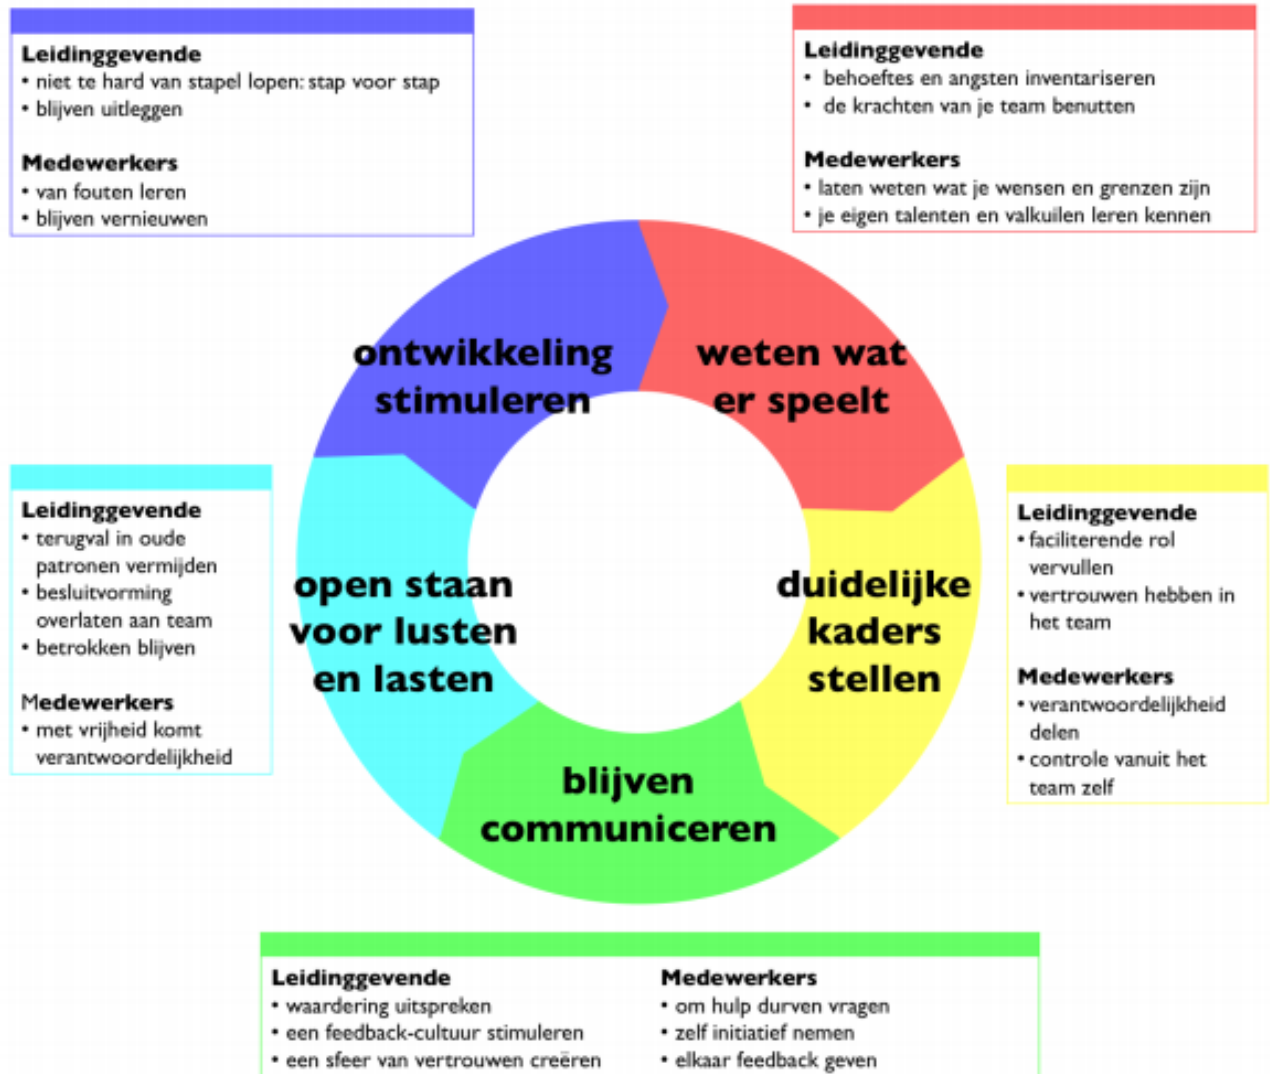 Leidinggevende
• niet te hard van stapel lopen: stap voor stap
• blijven uitleggen
Medewerkers
• van fouten leren
• blijven vernieuwen
Leidinggevende
• behoeftes en angsten inventariseren
• de krachten van je team benutten
Medewerkers
• laten weten wat je wensen en grenzen zijn
• je eigen talenten en valkuilen leren kennen
ontwikkeling
stimuleren
weten wat
er speelt
Leidinggevende
• terugval in oude
patronen vermijden
• besluitvorming
overlaten aan team
• betrokken blijven
Medewerkers
• met vrijheid komt
verantwoordelijkheid
open staan
voor lusten
en lasten
duidelijke
kaders
stellen
Leidinggevende
• faciliterende rol
vervullen
• vertrouwen hebben in
het team
Medewerkers
• verantwoordelijkheid
delen
• controle vanuit het
team zelf
blijven
communiceren
Leidinggevende
• waardering uitspreken
• een feedback-cultuur stimuleren
• een sfeer van vertrouwen creëren
Medewerkers
• om hulp durven vragen
• zelf initiatief nemen
• elkaar feedback geven